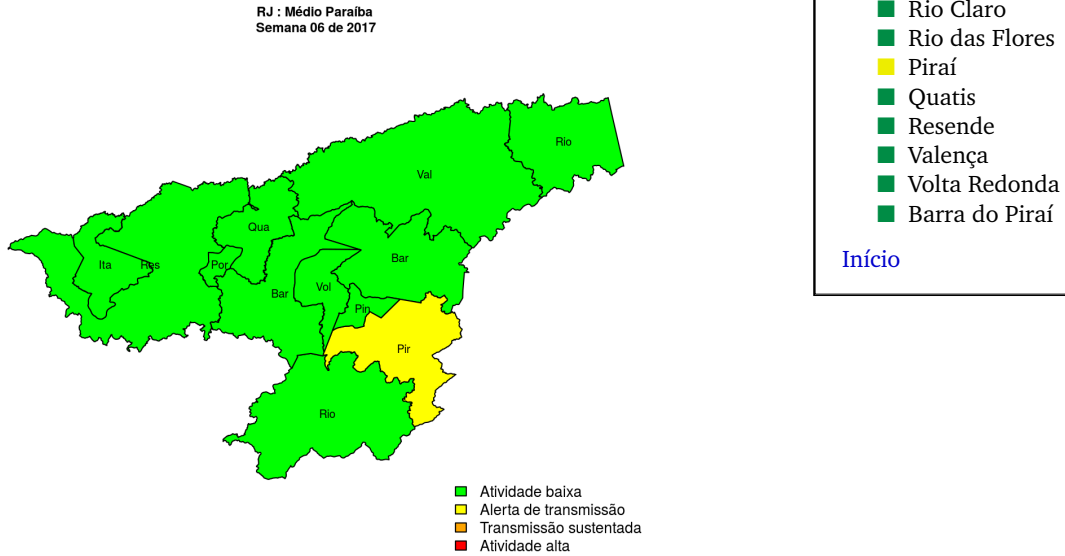 RJ : Médio Paraíba
Semana 06 de 2017
Rio
Val
Qua
Ita
Res
Por
Bar
Vol
Bar
Pin
Pir
Rio
Atividade baixa
Alerta de transmissão
Transmissão sustentada
Atividade alta
Rio Claro
Rio das Flores
Piraí
Quatis
Resende
Valença
Volta Redonda
Barra do Piraí
Início